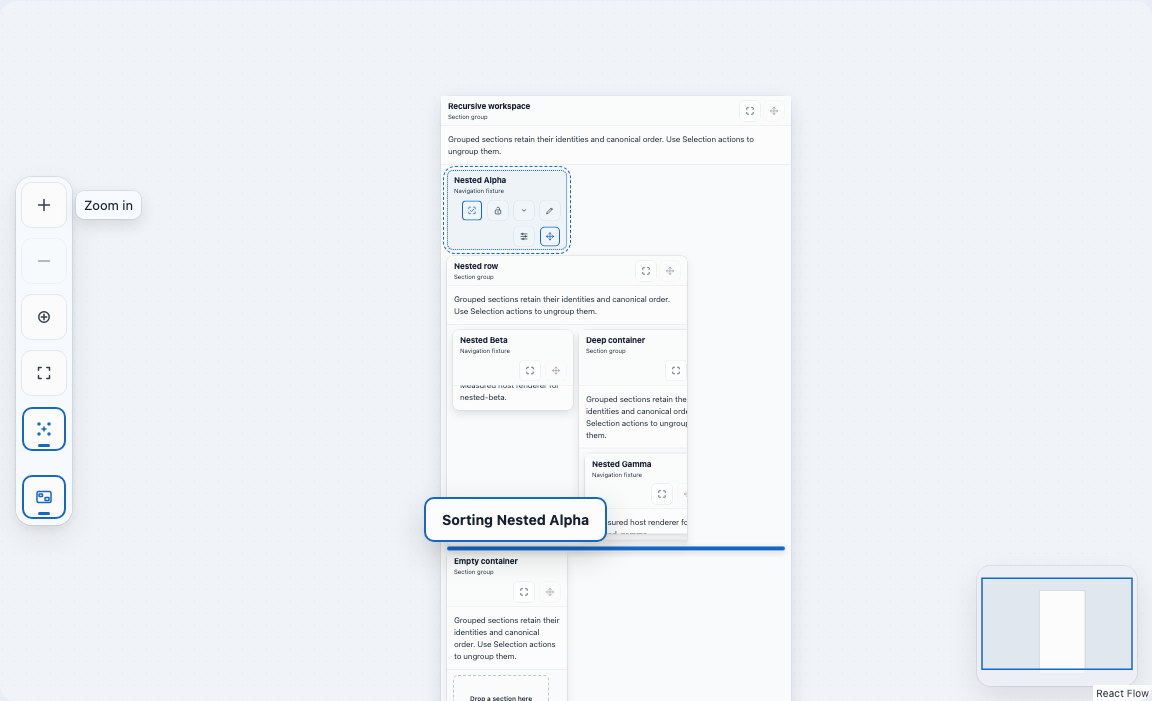 Recursive workspace
Section group
Grouped sections retain their identities and canonical order. Use Selection actions to
ungroup them.
Nested Alpha
Navigation fixture
Zoom in
Nested row
Section group
Grouped sections retain their identities and canonical order.
Use Selection actions to ungroup them.
Nested Beta
Navigation fixture
Measured host renderer for
nested-beta.
Deep container
Section group
Grouped sections retain the
identities and canonical
Selection actions to
them.
Nested Gamma
Navigation fixture
host renderer
Sorting Nested Alpha
Empty container
Section group
Grouped sections retain their
identities and canonical
order. Use Selection actions
to ungroup them.
Drop a section here
React Flow